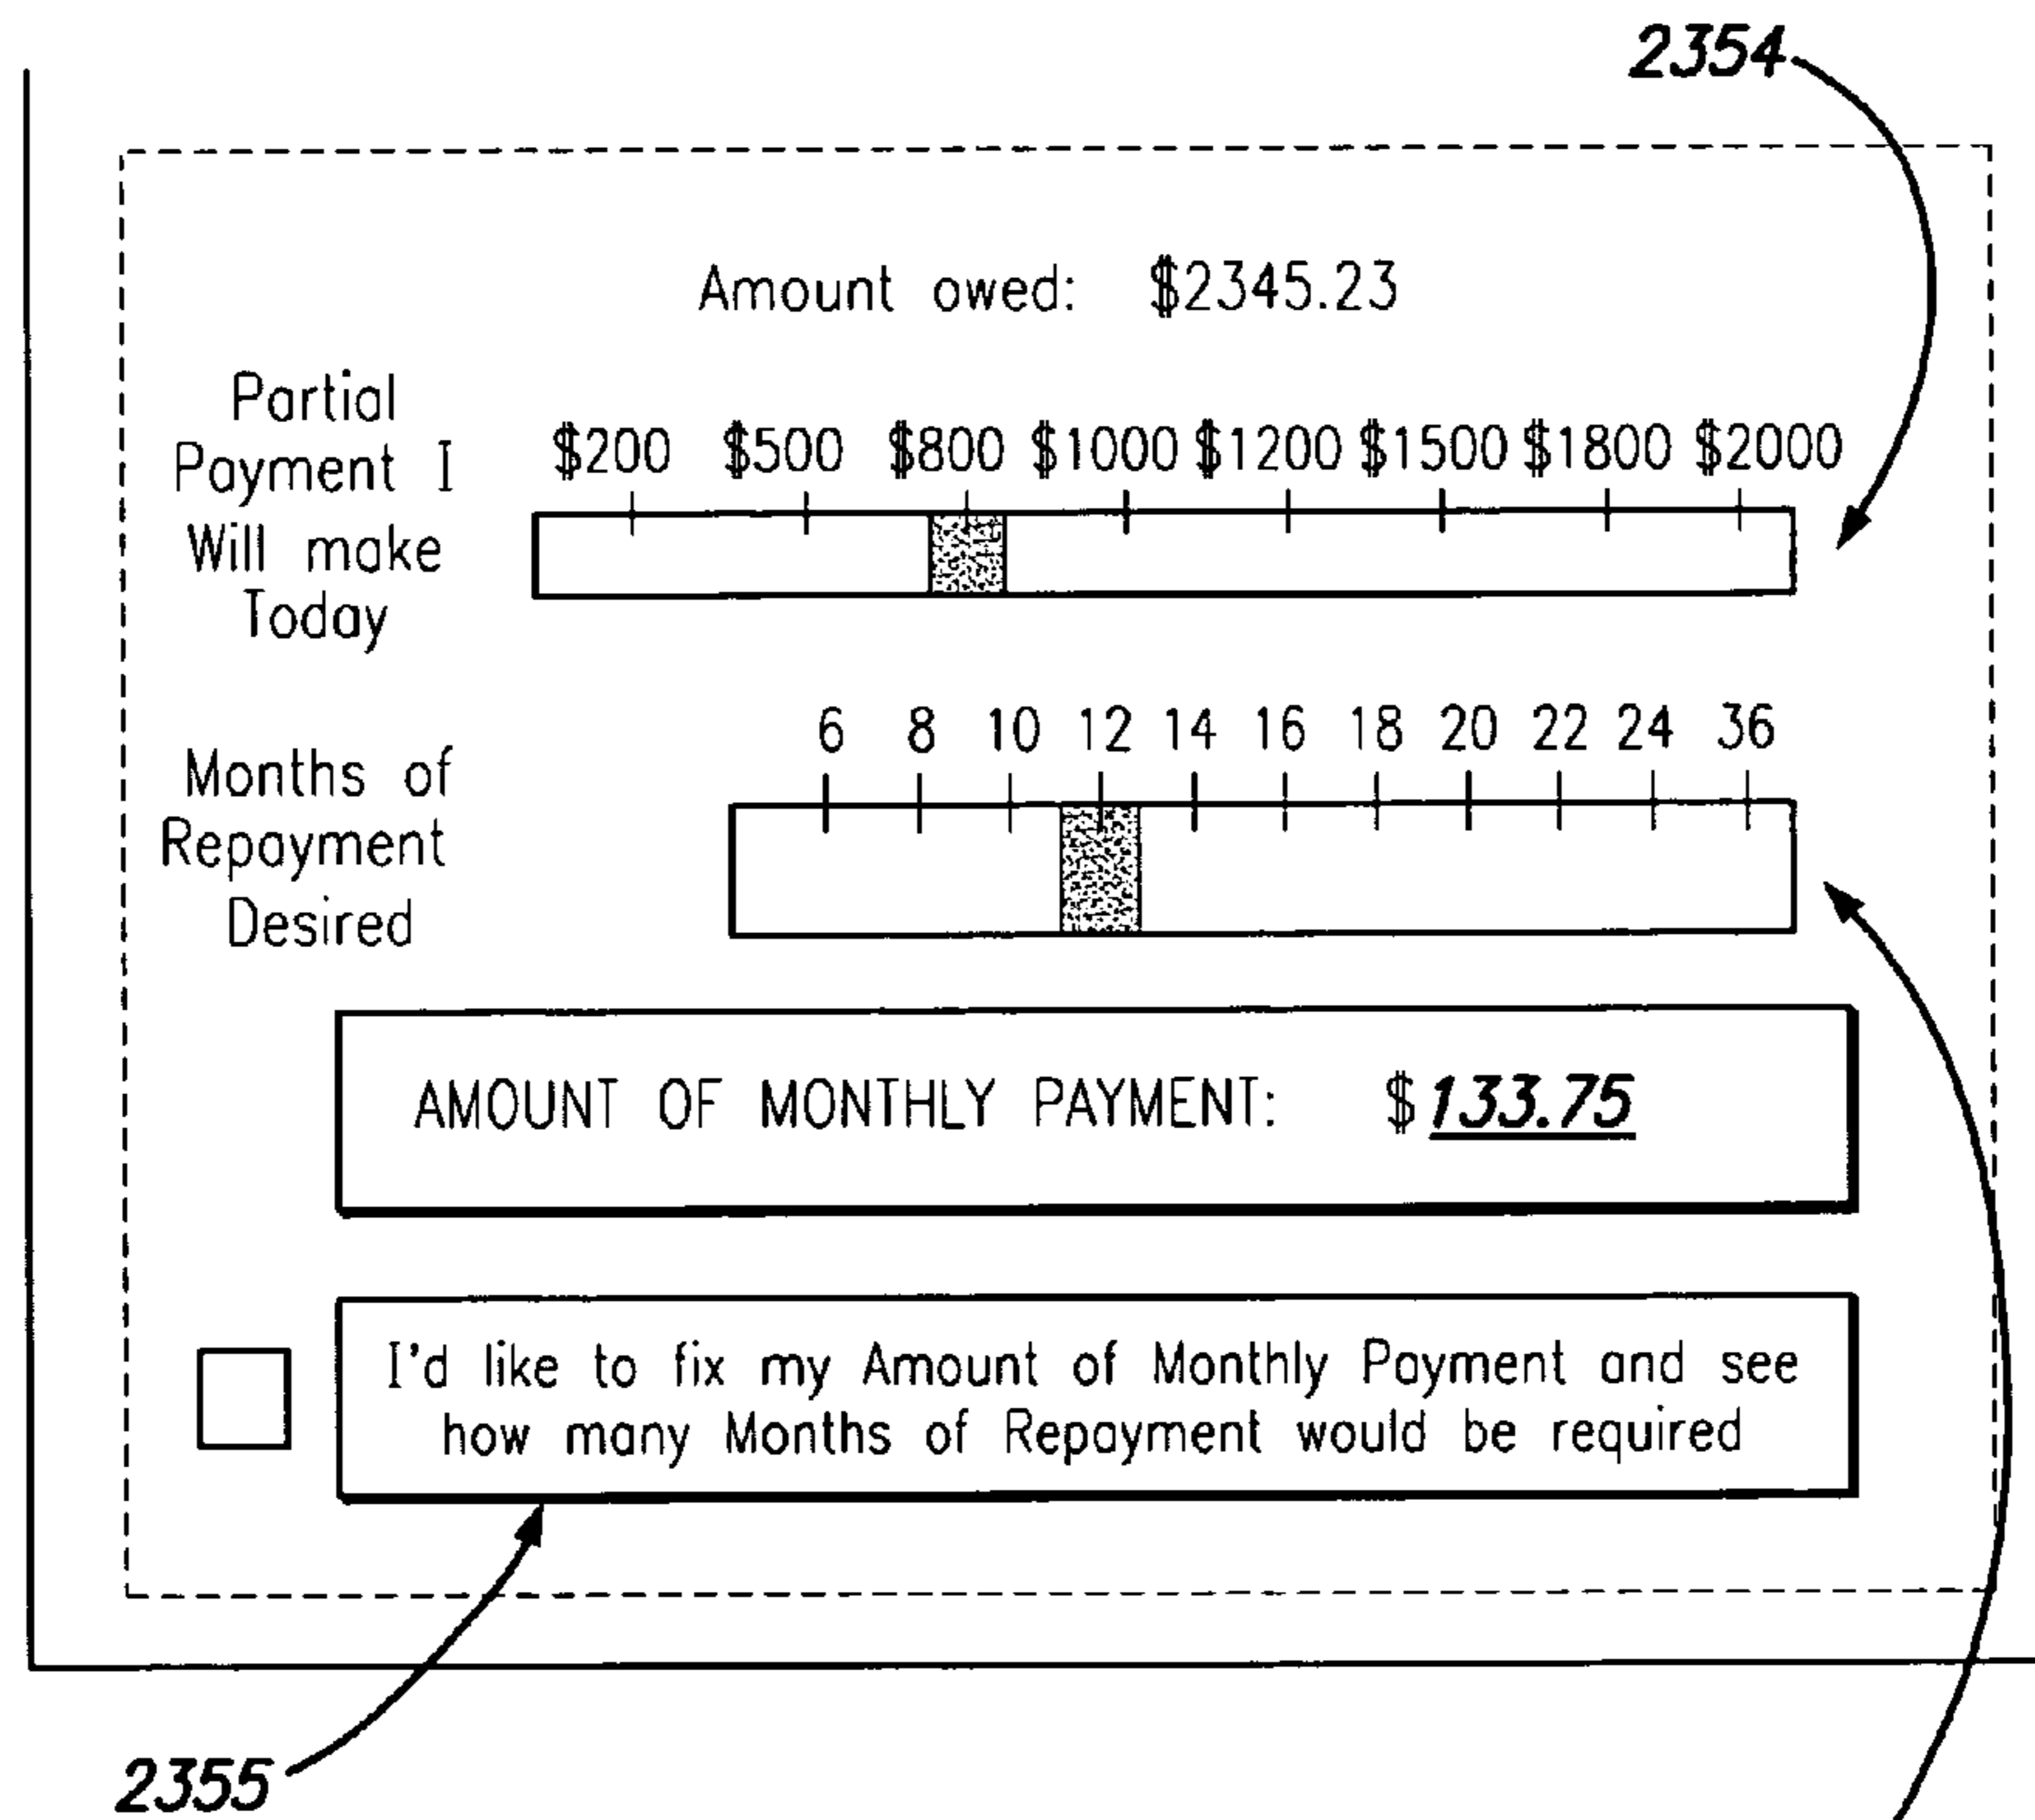 2354
Amount owed: $2345.23
Partial
Payment I
Will make
Today
$200 $500 $800 $1000 $1200 $1500 $1800 $2000
Months of
Repayment
Desired
6 8 10 12 14 16 18 20 22 24 36
AMOUNT OF MONTHLY PAYMENT: $133.75
I'd like to fix my Amount of Monthly Payment and see
how many Months of Repayment would be required
2355